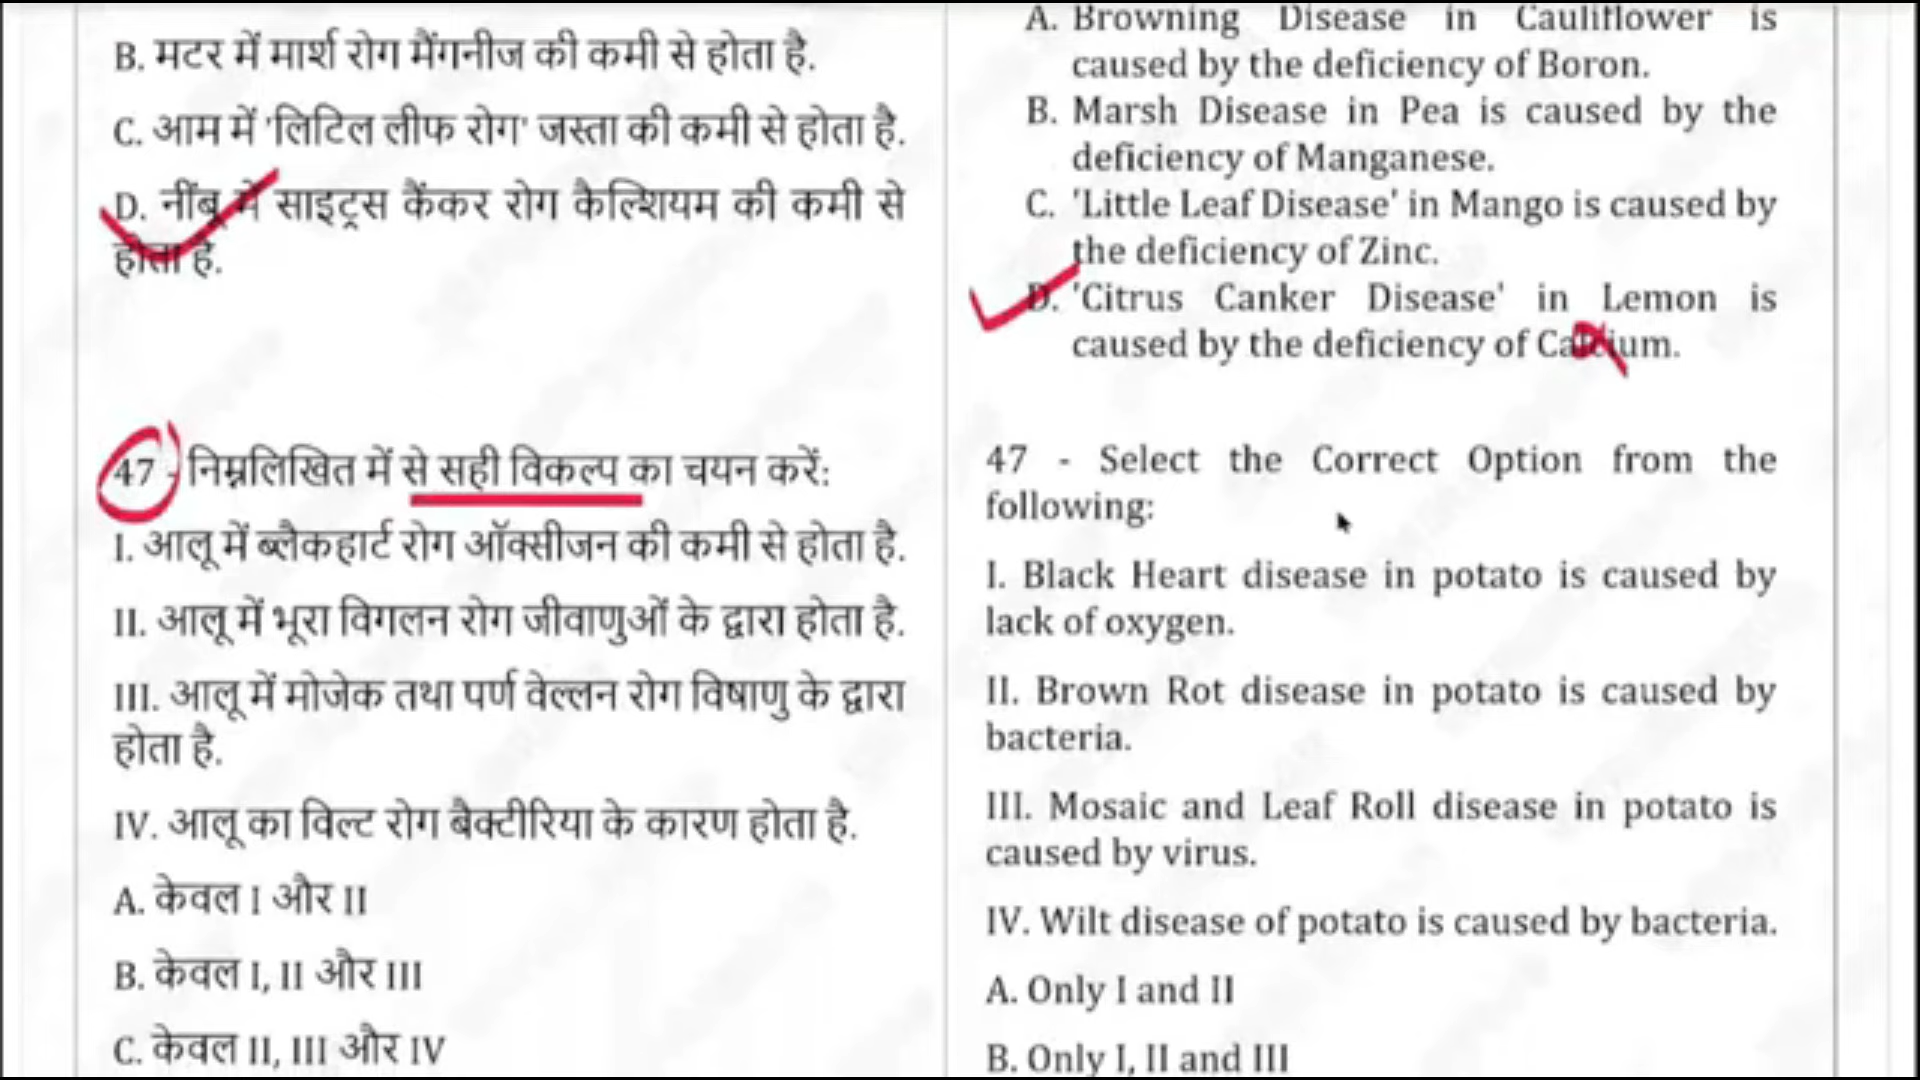 B. मटर में मार्श रोग मैंगनीज की कमी से होता है.
C. आम में 'लिटिल लीफ रोग' जस्ता की कमी से होता है.
D. नींबू में साइट्रस कैंकर रोग कैल्शियम की कमी से
होता है.
47 - निम्नलिखित में से सही विकल्प का चयन करें:
I. आलू में ब्लैकहार्ट रोग ऑक्सीजन की कमी से होता है.
II. आलू में भूरा विगलन रोग जीवाणुओं के द्वारा होता है.
III. आलू में मोजेक तथा पर्ण वेल्लन रोग विषाणु के द्वारा
होता है.
IV. आलू का विल्ट रोग बैक्टीरिया के कारण होता है.
A. केवल I और II
B. केवल I, II और III
C. केवल II, III और IV
A. Browning Disease in Cauliflower is
caused by the deficiency of Boron.
B. Marsh Disease in Pea is caused by the
deficiency of Manganese.
C. 'Little Leaf Disease' in Mango is caused by
the deficiency of Zinc.
D. 'Citrus Canker Disease' in Lemon is
caused by the deficiency of Calcium.
47 - Select the Correct Option from the
following:
I. Black Heart disease in potato is caused by
lack of oxygen.
II. Brown Rot disease in potato is caused by
bacteria.
III. Mosaic and Leaf Roll disease in potato is
caused by virus.
IV. Wilt disease of potato is caused by bacteria.
A. Only I and II
B. Only I, II and III